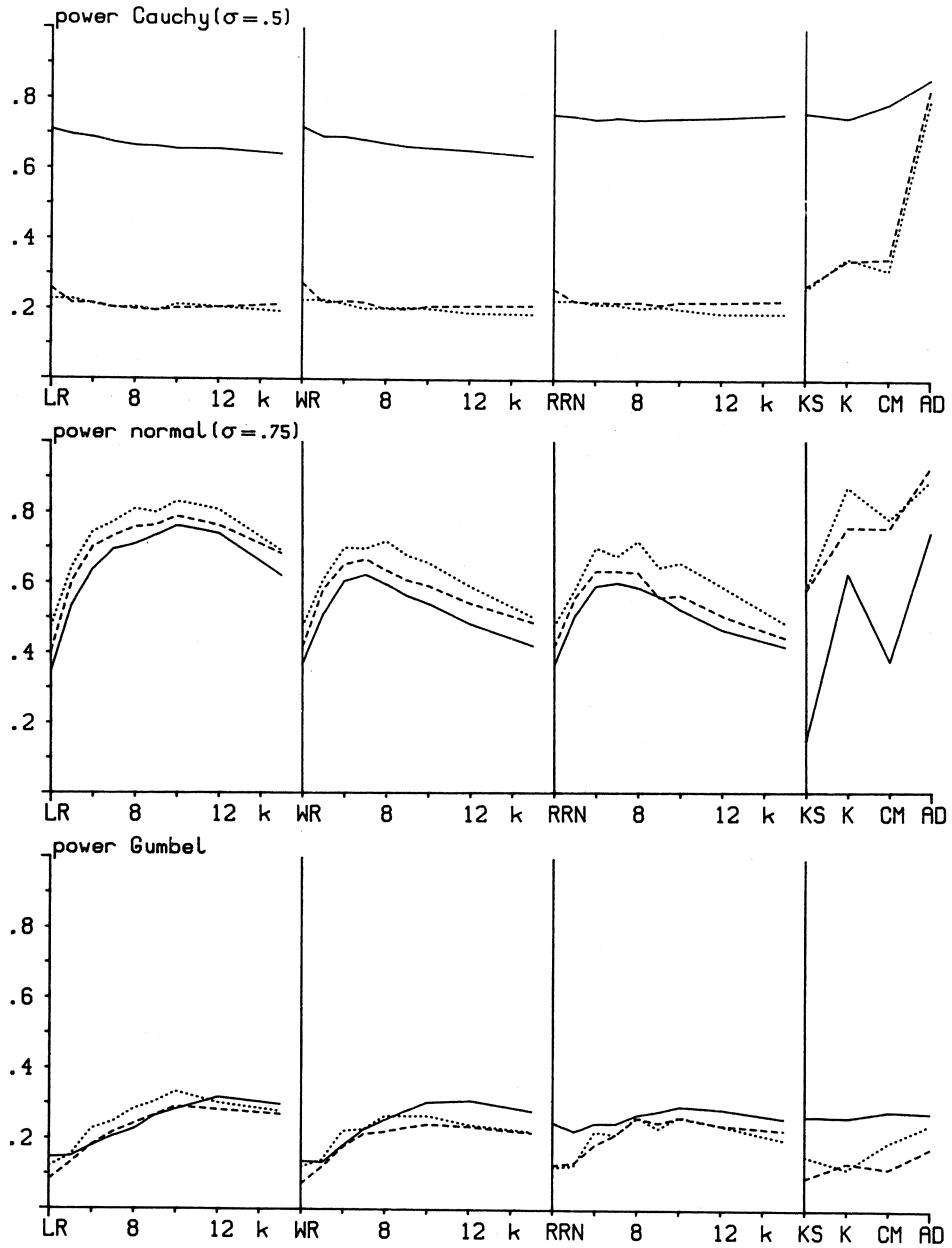 power Cauchy(σ=.5)
.8
.6
.4
.2
LR 8 12 k WR 8 12 k RRN 8 12 k KS K CM AD
power normal(σ=.75)
.8
.6
.4
.2
LR 8 12 k WR 8 12 k RRN 8 12 k KS K CM AD
power Gumbel
.8
.6
.4
.2
LR 8 12 k WR 8 12 k RRN 8 12 k KS K CM AD